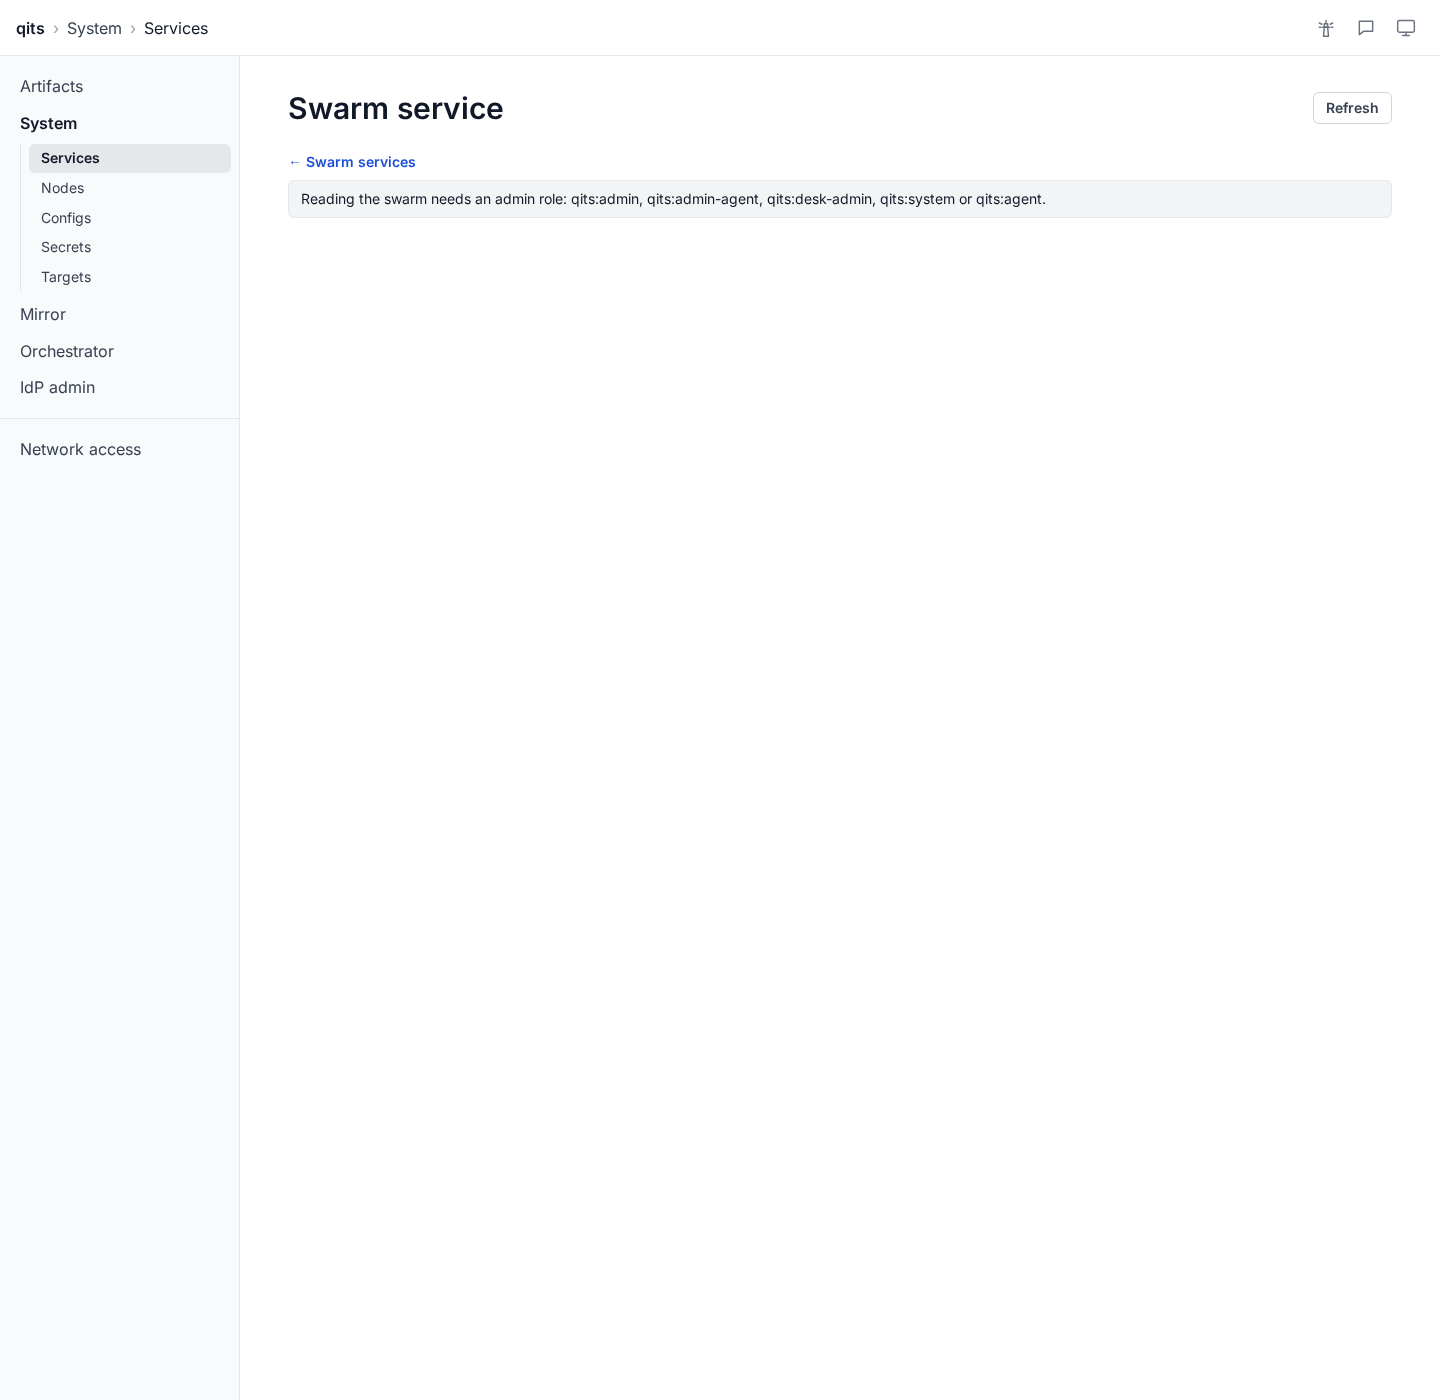 qits › System › Services
Artifacts
System
Services
Nodes
Configs
Secrets
Targets
Mirror
Orchestrator
IdP admin
Network access
Swarm service
Refresh
← Swarm services
Reading the swarm needs an admin role: qits:admin, qits:admin-agent, qits:desk-admin, qits:system or qits:agent.